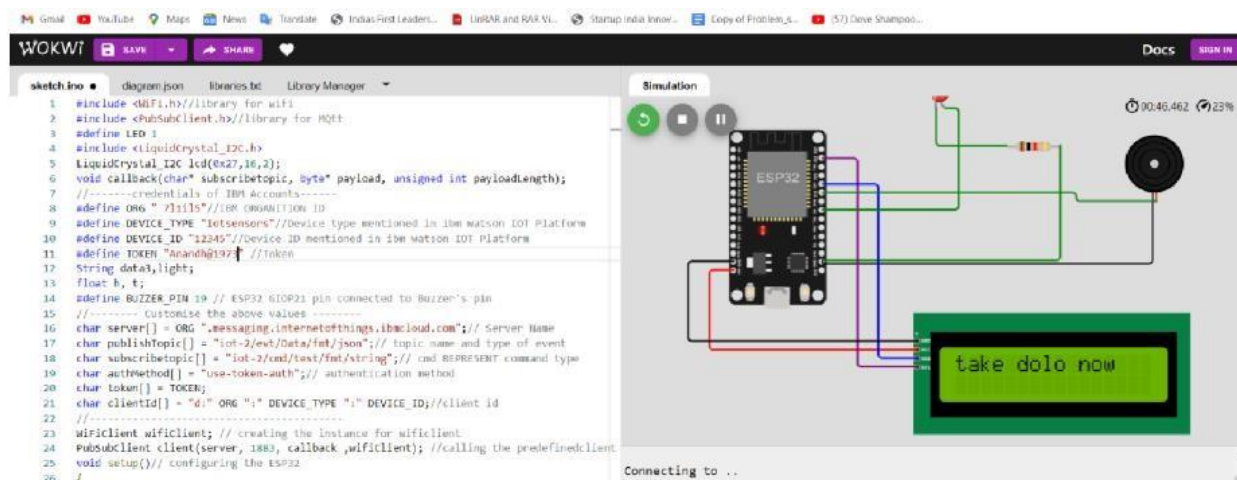 Gmail YouTube Maps News Translate Indias First Leaders... UnRAR and RAR Vi... Startup India Innov... Copy of Problem_s... (57) Dove Shampoo...
WOKWI SAVE SHARE Docs SIGN IN
sketch.ino diagram.json libraries.txt Library Manager
1 #include <WiFi.h>//library for wifi
2 #include <PubSubClient.h>//library for MQtt
3 #define LED 1
4 #include <LiquidCrystal_I2C.h>
5 LiquidCrystal_I2C lcd(0x27,16,2);
6 void callback(char* subscribetopic, byte* payload, unsigned int payloadLength);
7 //-------credentials of IBM Accounts------
8 #define ORG " 7l1il5"//IBM ORGANITION ID
9 #define DEVICE_TYPE "Iotsensors"//Device type mentioned in ibm watson IOT Platform
10 #define DEVICE_ID "12345"//Device ID mentioned in ibm watson IOT Platform
11 #define TOKEN "Anandh@1973" //Token
12 String data3,light;
13 float h, t;
14 #define BUZZER_PIN 19 // ESP32 GIOP21 pin connected to Buzzer's pin
15 //-------- Customise the above values --------
16 char server[] = ORG ".messaging.internetofthings.ibmcloud.com";// Server Name
17 char publishTopic[] = "iot-2/evt/Data/fmt/json";// topic name and type of event
18 char subscribetopic[] = "iot-2/cmd/test/fmt/string";// cmd REPRESENT command type
19 char authMethod[] = "use-token-auth";// authentication method
20 char token[] = TOKEN;
21 char clientId[] = "d:" ORG ":" DEVICE_TYPE ":" DEVICE_ID;//client id
22 //-----------------------------------------
23 WiFiClient wifiClient; // creating the instance for wificlient
24 PubSubClient client(server, 1883, callback ,wifiClient); //calling the predefinedclient
25 void setup()// configuring the ESP32
26 {
Simulation
00:46.462 23%
ESP32
take dolo now
Connecting to ..